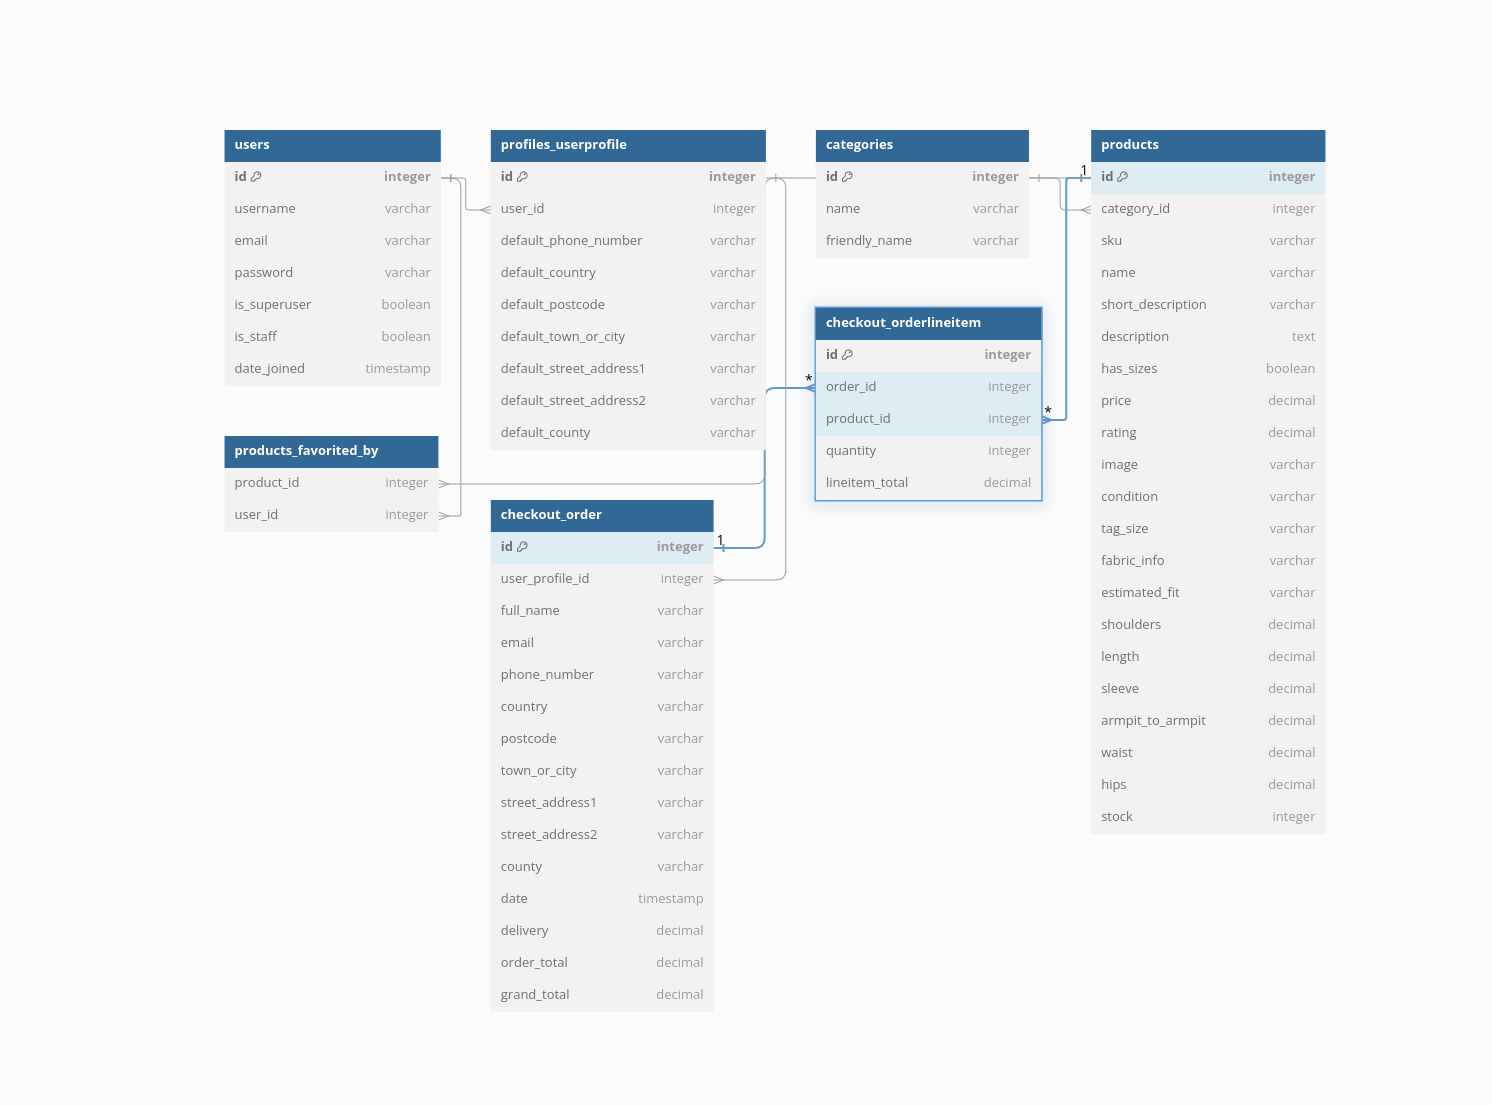 users
id integer
username varchar
email varchar
password varchar
is_superuser boolean
is_staff boolean
date_joined timestamp
products_favorited_by
product_id integer
user_id integer
profiles_userprofile
id integer
user_id integer
default_phone_number varchar
default_country varchar
default_postcode varchar
default_town_or_city varchar
default_street_address1 varchar
default_street_address2 varchar
default_county varchar
checkout_order
id integer 1
user_profile_id integer
full_name varchar
email varchar
phone_number varchar
country varchar
postcode varchar
town_or_city varchar
street_address1 varchar
street_address2 varchar
county varchar
date timestamp
delivery decimal
order_total decimal
grand_total decimal
categories
id integer
name varchar
friendly_name varchar
checkout_orderlineitem
id integer
* order_id integer
product_id integer *
quantity integer
lineitem_total decimal
products
1 id integer
category_id integer
sku varchar
name varchar
short_description varchar
description text
has_sizes boolean
price decimal
rating decimal
image varchar
condition varchar
tag_size varchar
fabric_info varchar
estimated_fit varchar
shoulders decimal
length decimal
sleeve decimal
armpit_to_armpit decimal
waist decimal
hips decimal
stock integer